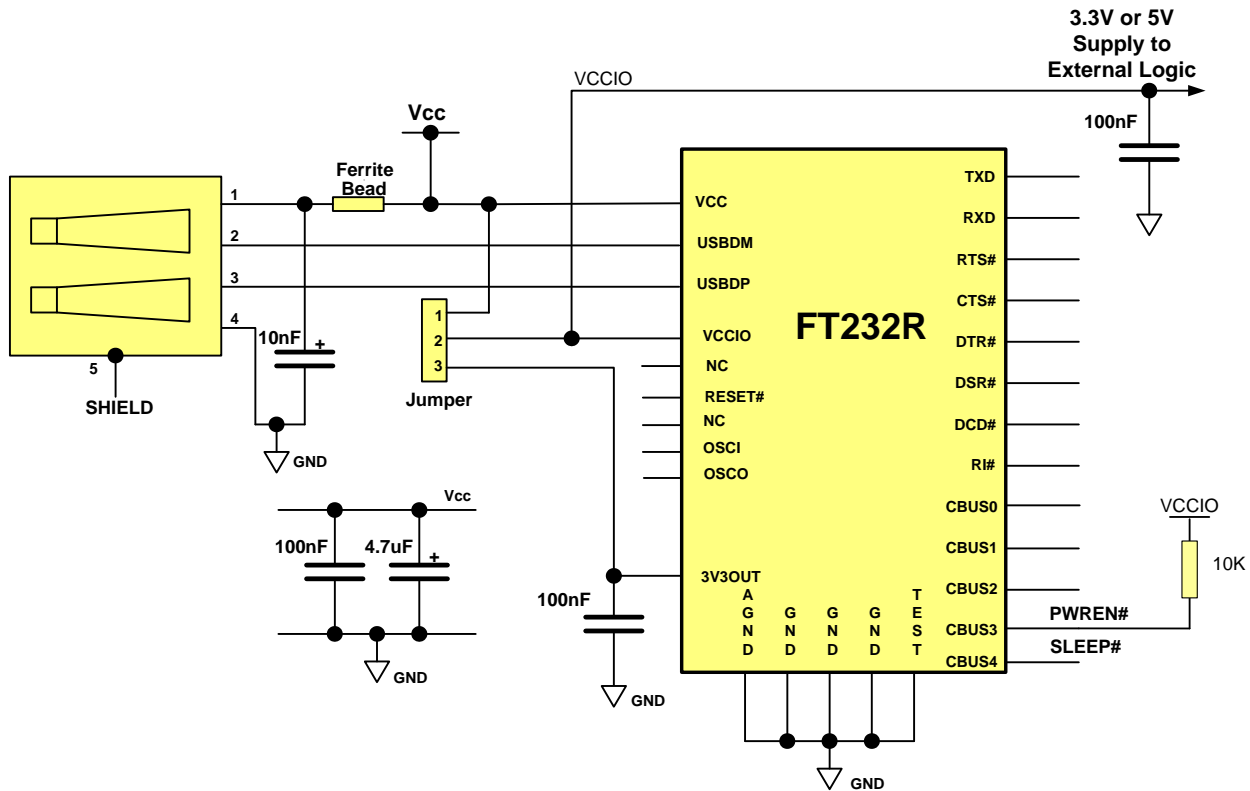 3.3V or 5V
Supply to
External Logic
VCCIO
Vcc
100nF
Ferrite
Bead
1
2
3
4
5
SHIELD
10nF
+
GND
1
2
3
Jumper
VCC
USBDM
USBDP
VCCIO
NC
RESET#
NC
OSCI
OSCO
3V3OUT
FT232R
TXD
RXD
RTS#
CTS#
DTR#
DSR#
DCD#
RI#
CBUS0
CBUS1
CBUS2
CBUS3
CBUS4
PWREN#
SLEEP#
VCCIO
10K
Vcc
100nF
4.7uF
+
GND
100nF
GND
AGND
GND
GND
GND
TEST
GND